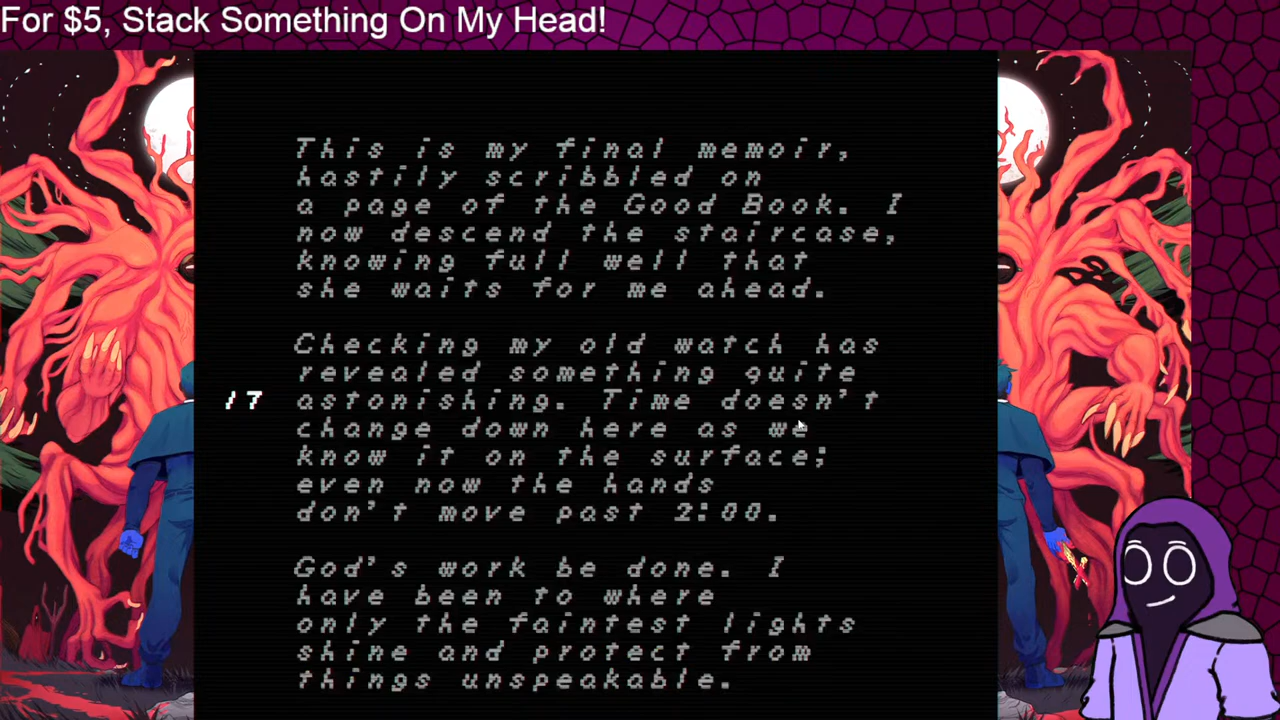 For $5, Stack Something On My Head!
This is my final memoir,
hastily scribbled on
a page of the Good Book. I
now descend the staircase,
knowing full well that
she waits for me ahead.
Checking my old watch has
revealed something quite
17 astonishing. Time doesn't
change down here as we
know it on the surface;
even now the hands
don't move past 2:00.
God's work be done. I
have been to where
only the faintest lights
shine and protect from
things unspeakable.